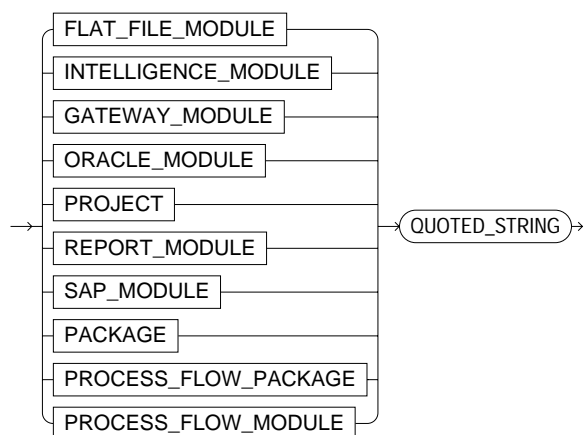 FLAT_FILE_MODULE
INTELLIGENCE_MODULE
GATEWAY_MODULE
ORACLE_MODULE
PROJECT
QUOTED_STRING
REPORT_MODULE
SAP_MODULE
PACKAGE
PROCESS_FLOW_PACKAGE
PROCESS_FLOW_MODULE